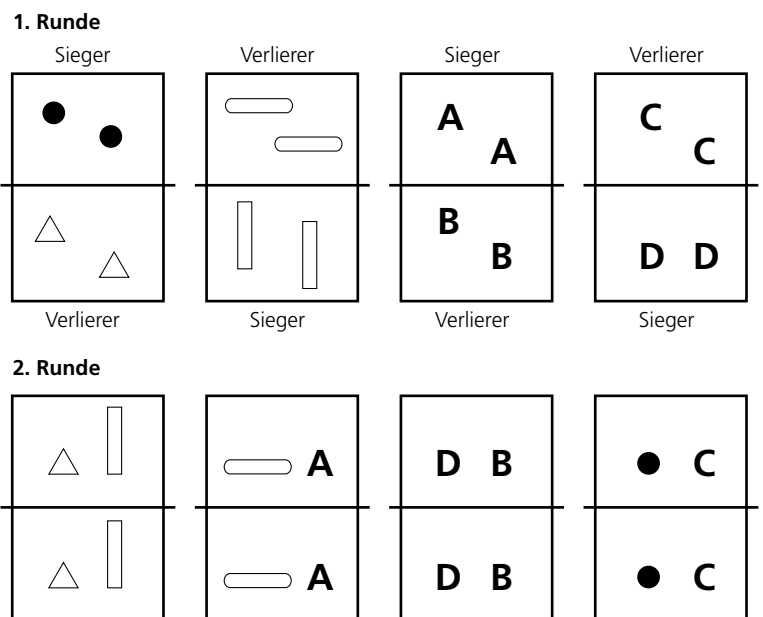 1. Runde
Sieger Verlierer Sieger Verlierer
A C
A C
B
B D D
Verlierer Sieger Verlierer Sieger
2. Runde
A D B C
A D B C